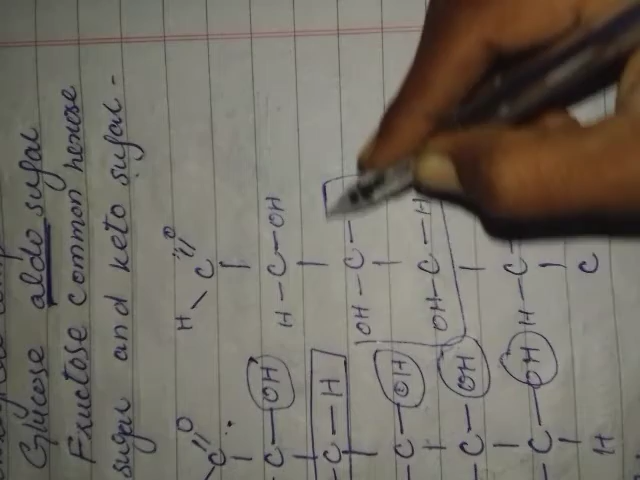 Glucose aldo sugar
Fructose common hexose
sugar and keto sugar -
H C O C O
H - C - OH C - OH
C - H
OH - C - C - OH
OH - C - H C - OH
H - C - C - OH
C H